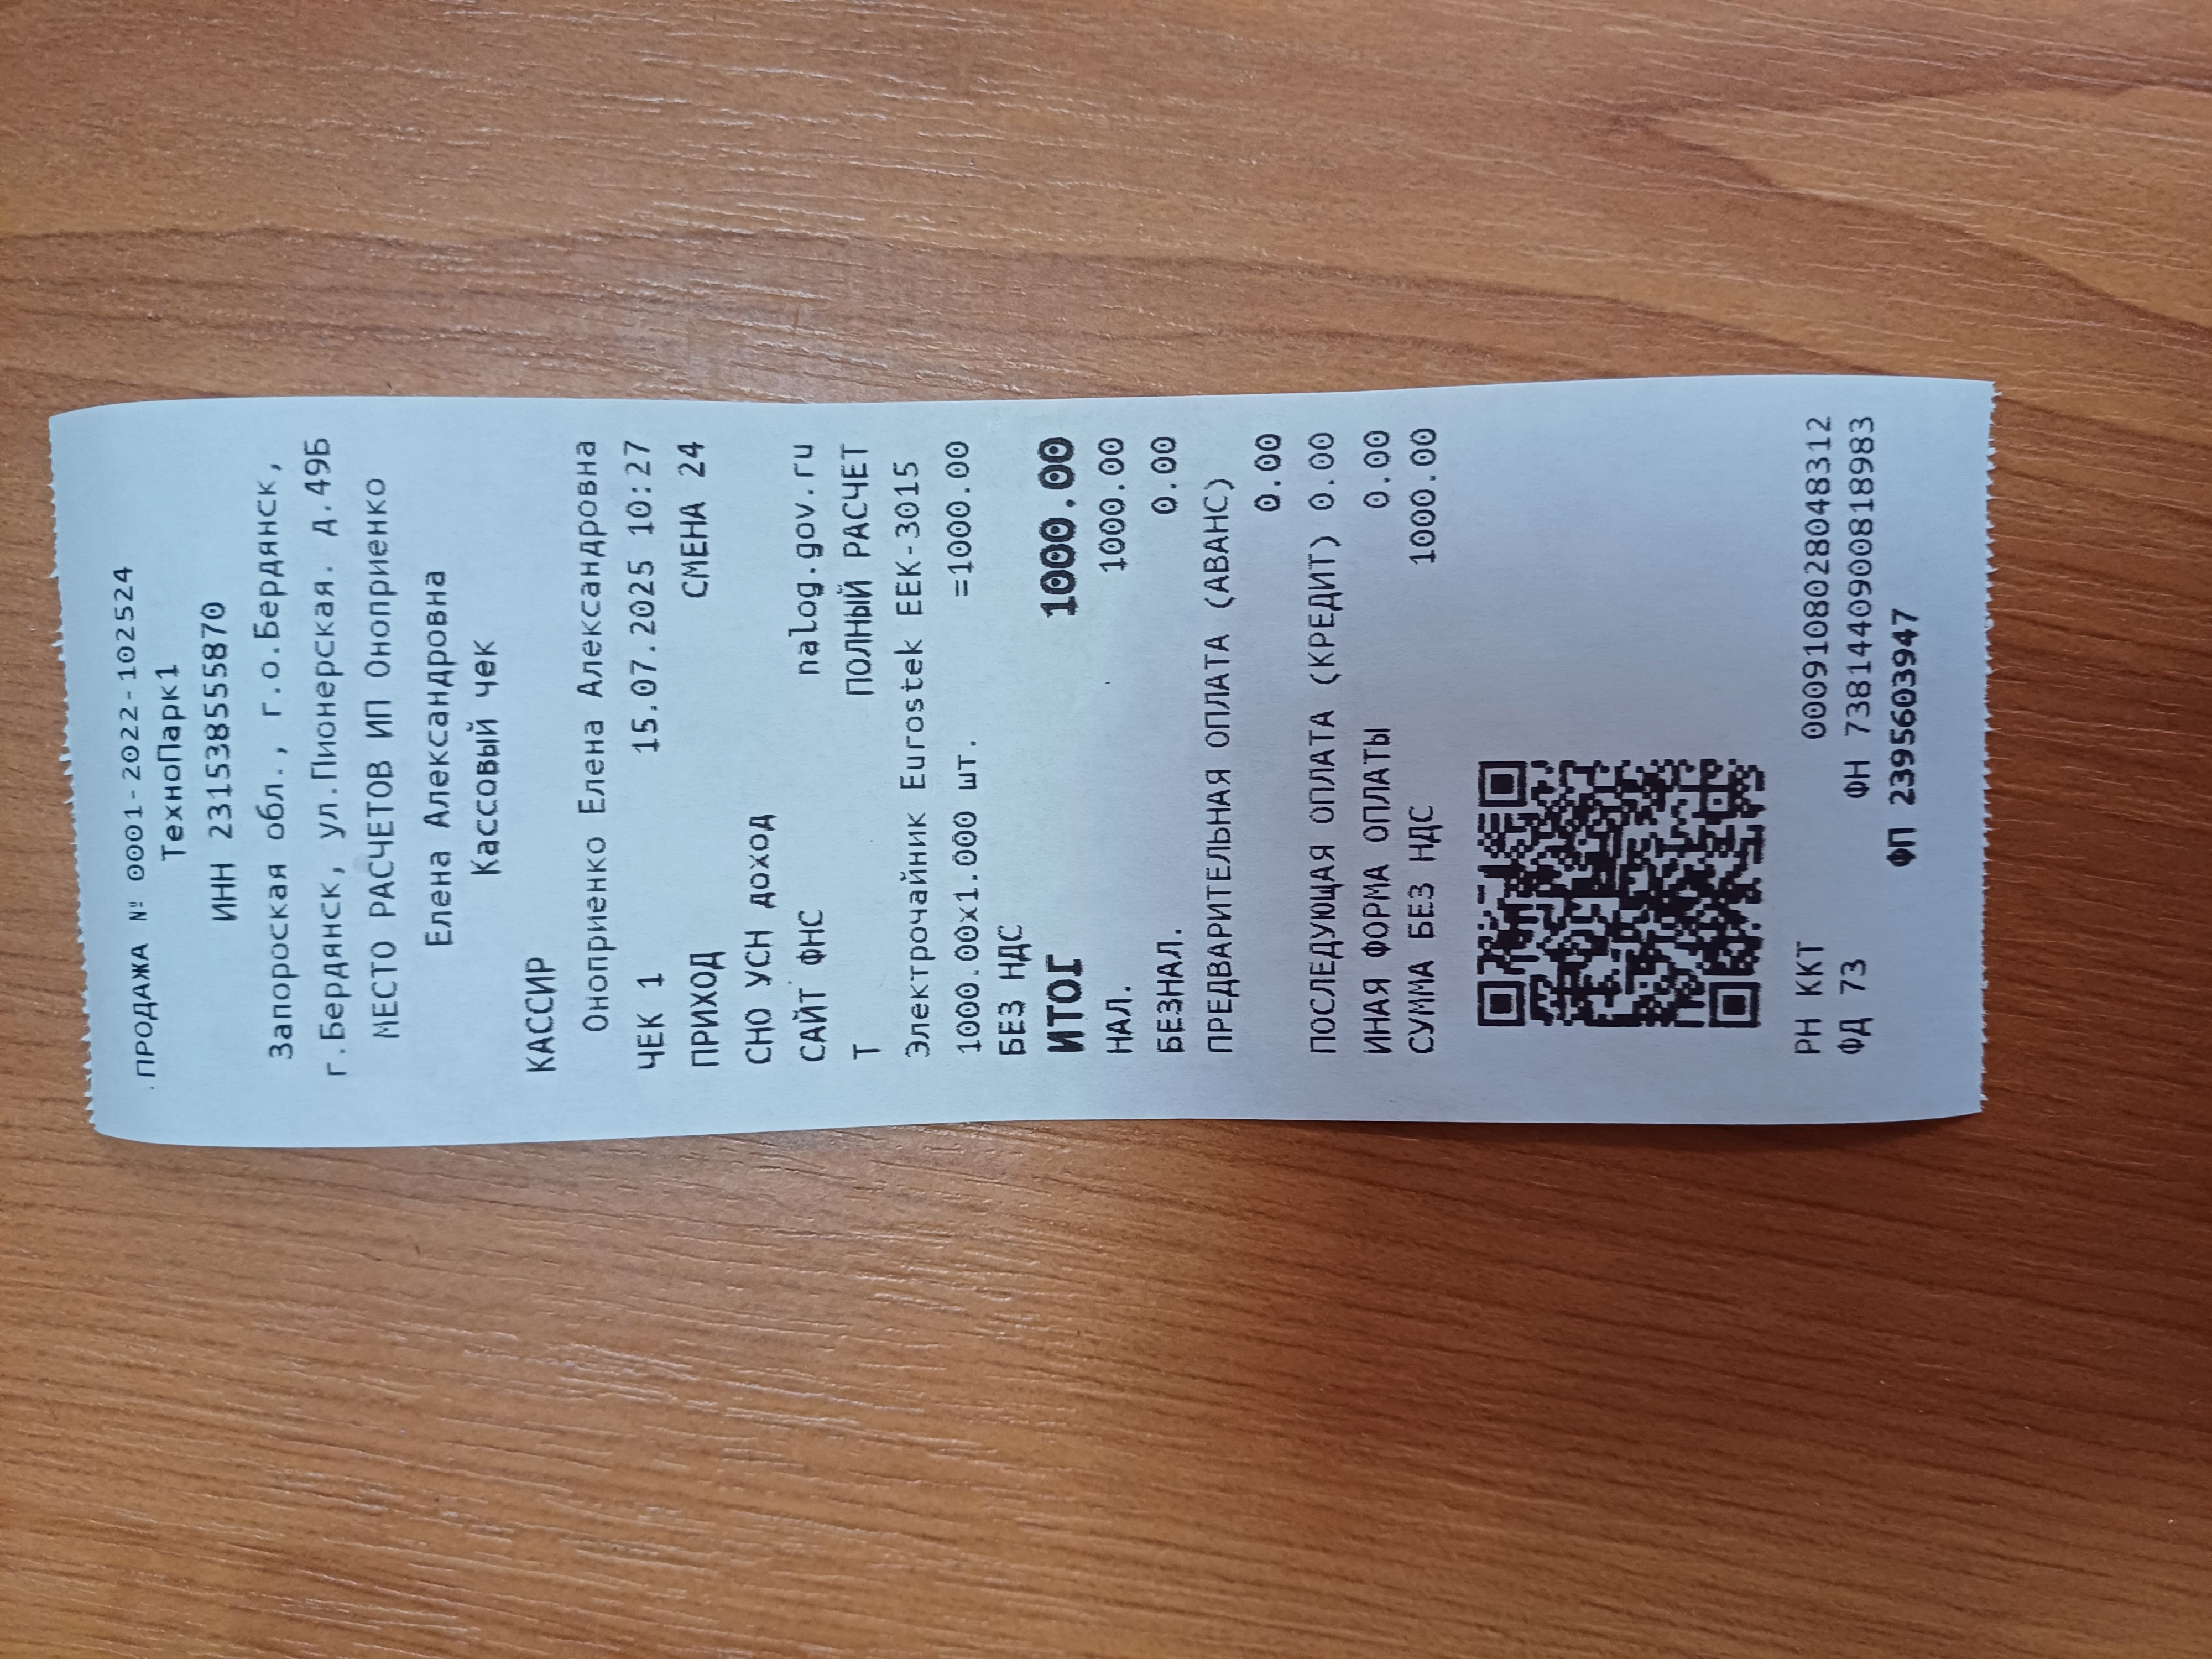 .ПРОДАЖА № 0001-2022-102524
ТехноПарк1
ИНН 231538555870
Запороская обл., г.о.Бердянск,
г.Бердянск, ул.Пионерская. д.49Б
МЕСТО РАСЧЕТОВ ИП Оноприенко
Елена Александровна
Кассовый чек
КАССИР
Оноприенко Елена Александровна
ЧЕК 1 15.07.2025 10:27
ПРИХОД СМЕНА 24
СНО УСН доход
САЙТ ФНС nalog.gov.ru
Т ПОЛНЫЙ РАСЧЕТ
Электрочайник Eurostek EEK-3015
1000.00x1.000 шт. =1000.00
БЕЗ НДС
ИТОГ 1000.00
НАЛ. 1000.00
БЕЗНАЛ. 0.00
ПРЕДВАРИТЕЛЬНАЯ ОПЛАТА (АВАНС)
0.00
ПОСЛЕДУЮЩАЯ ОПЛАТА (КРЕДИТ) 0.00
ИНАЯ ФОРМА ОПЛАТЫ 0.00
СУММА БЕЗ НДС 1000.00
РН ККТ 0009108028048312
ФД 73 ФН 7381440900818983
ФП 2395603947